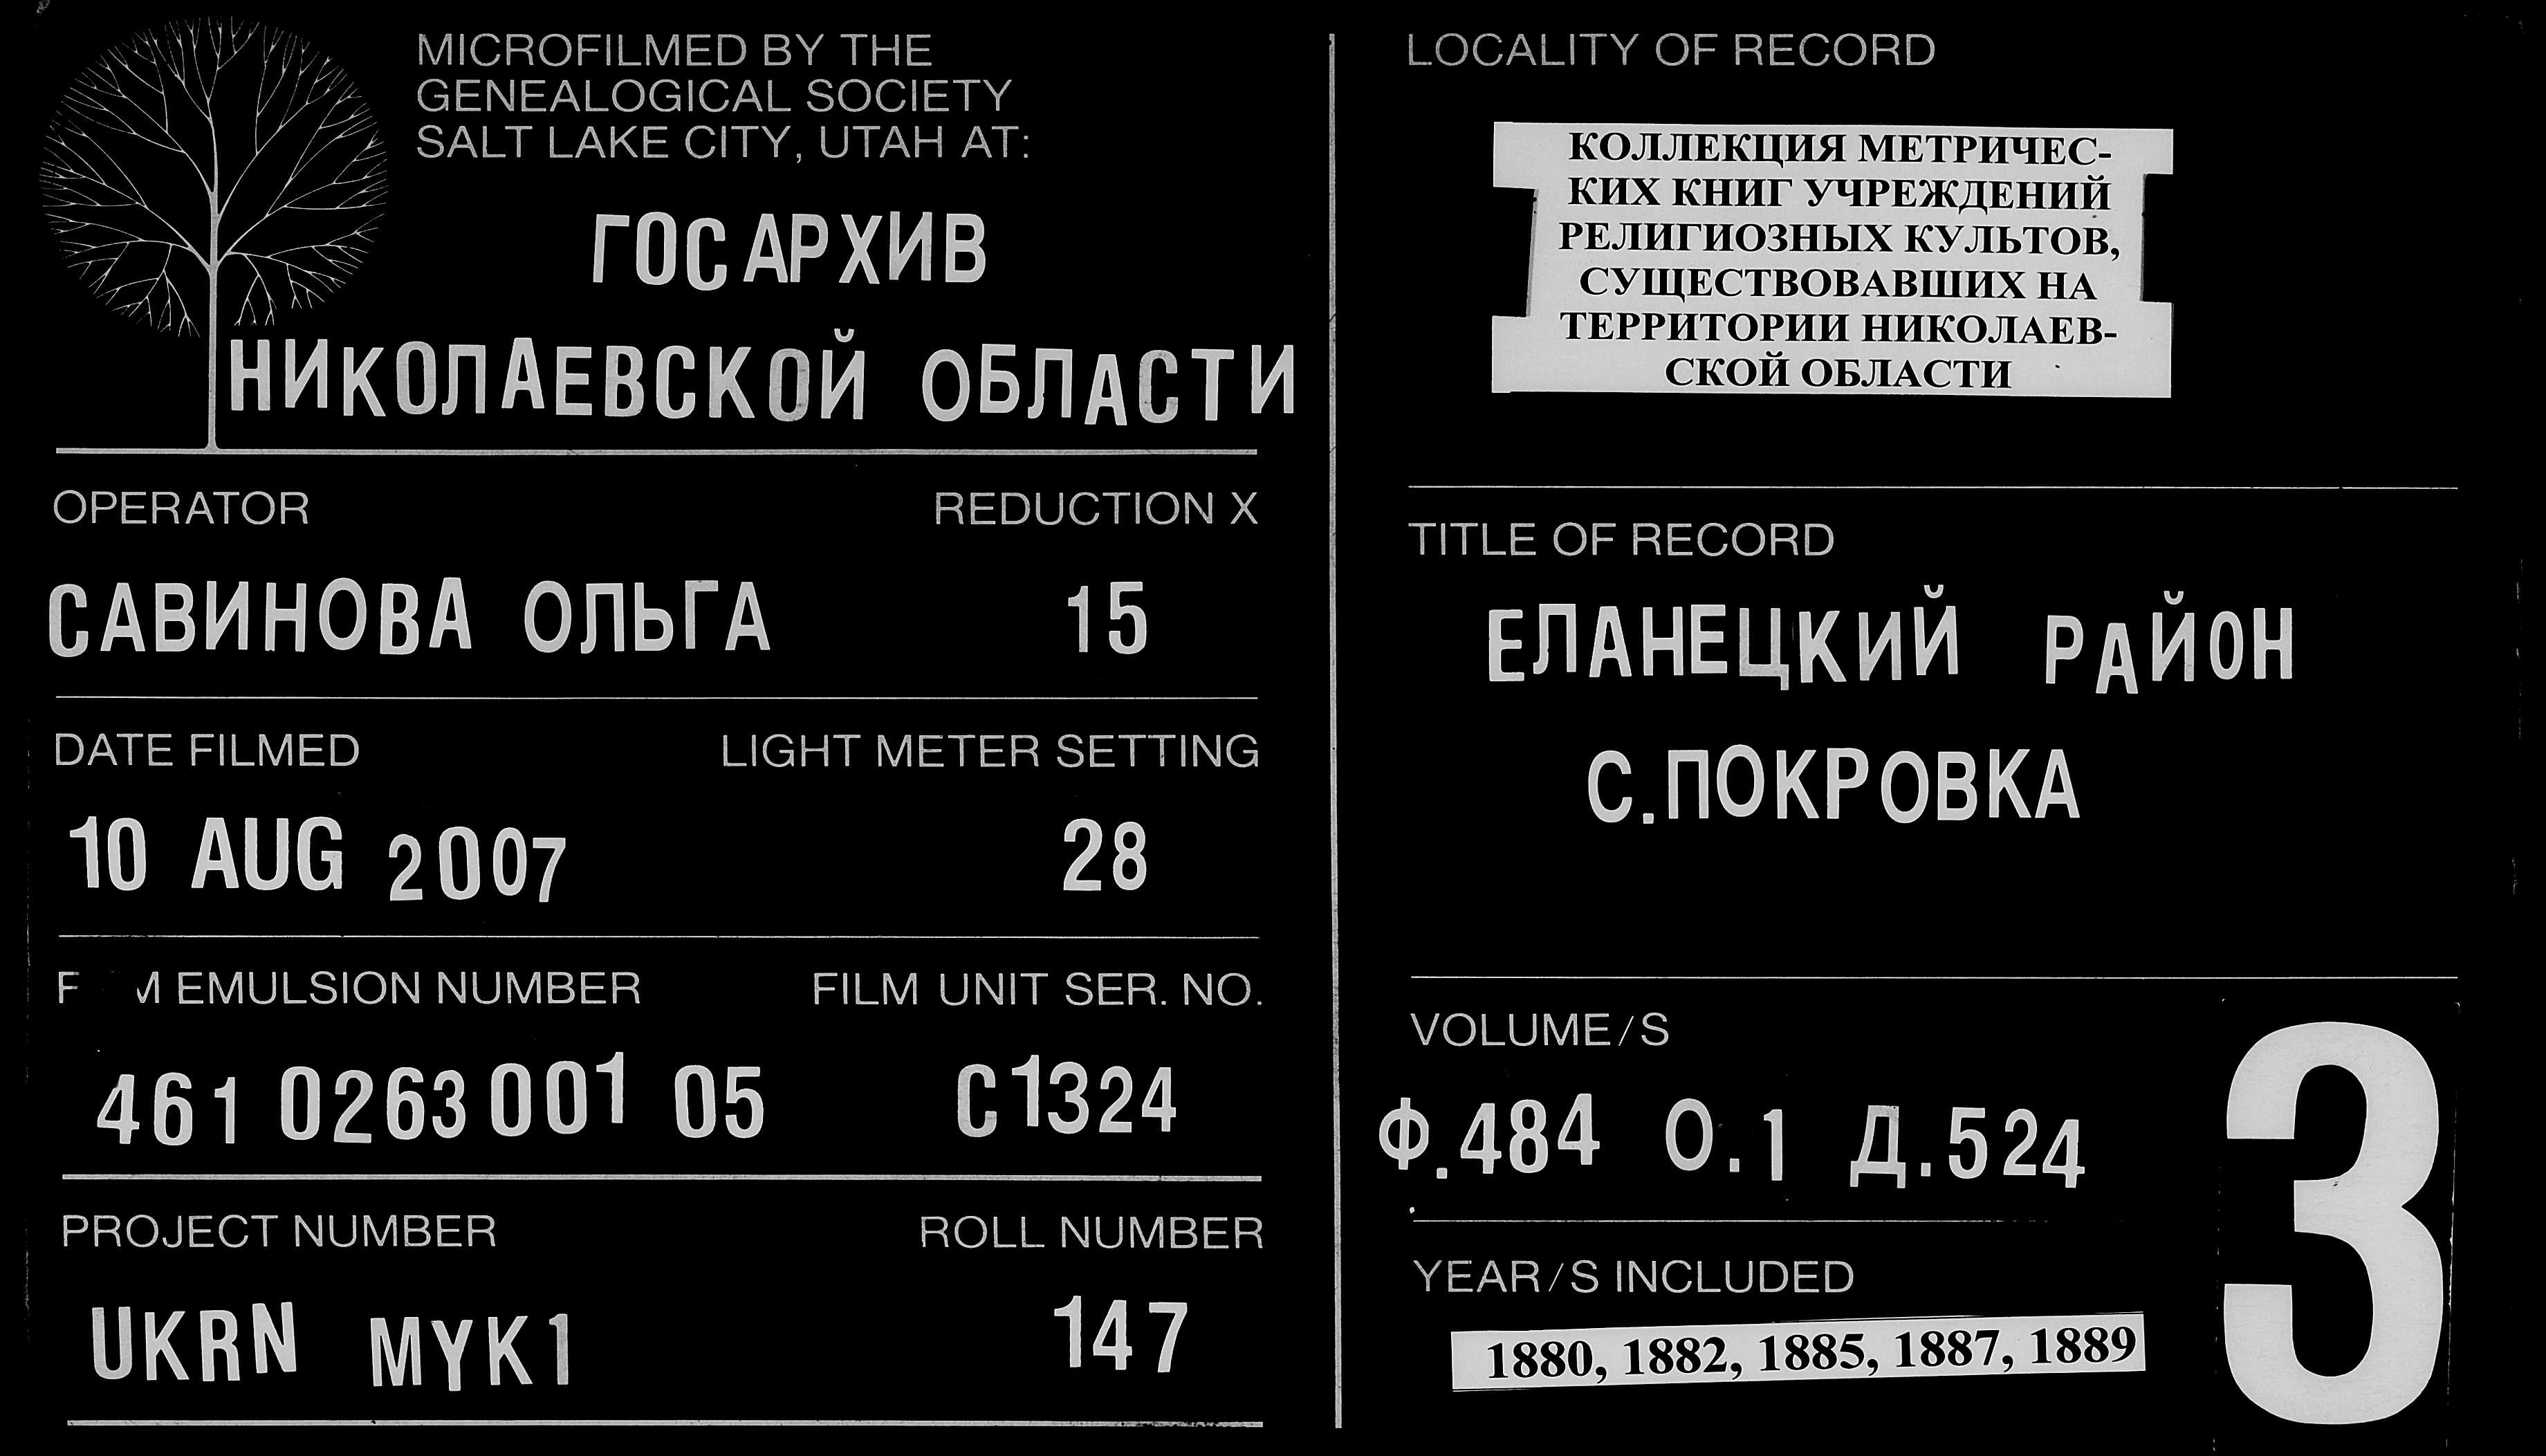 MICROFILMED BY THE
GENEALOGICAL SOCIETY
SALT LAKE CITY, UTAH AT:
ГОСАРХИВ
НИКОЛАЕВСКОЙ ОБЛАСТИ
OPERATOR REDUCTION X
САВИНОВА ОЛЬГА 15
DATE FILMED LIGHT METER SETTING
10 AUG 2007 28
EMULSION NUMBER FILM UNIT SER. NO.
461 0263001 05 C1324
PROJECT NUMBER ROLL NUMBER
UKRN MYK1 147
LOCALITY OF RECORD
КОЛЛЕКЦИЯ МЕТРИЧЕС-
КИХ КНИГ УЧРЕЖДЕНИЙ
РЕЛИГИОЗНЫХ КУЛЬТОВ,
СУЩЕСТВОВАВШИХ НА
ТЕРРИТОРИИ НИКОЛАЕВ-
СКОЙ ОБЛАСТИ
TITLE OF RECORD
ЕЛАНЕЦКИЙ РАЙОН
С.ПОКРОВКА
VOLUME/S
Ф.484 О.1 Д.524
YEAR/S INCLUDED
1880, 1882, 1885, 1887, 1889
3